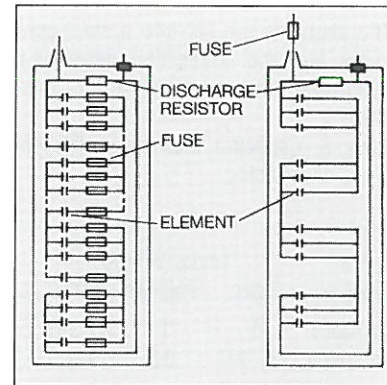 FUSE
DISCHARGE
RESISTOR
FUSE
ELEMENT